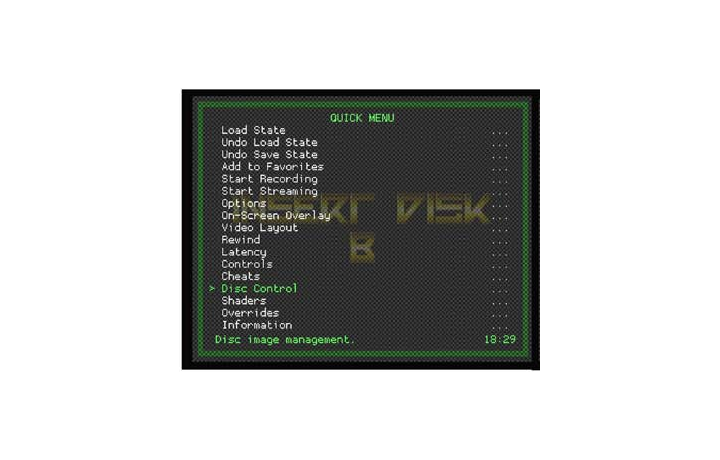 QUICK MENU
Load State ...
Undo Load State ...
Undo Save State ...
Add to Favorites ...
Start Recording ...
Start Streaming ...
Options ...
On-Screen Overlay ...
Video Layout ...
Rewind ...
Latency ...
Controls ...
Cheats ...
> Disc Control ...
Shaders ...
Overrides ...
Information ...
Disc image management. 18:29
INSERT DISK
B